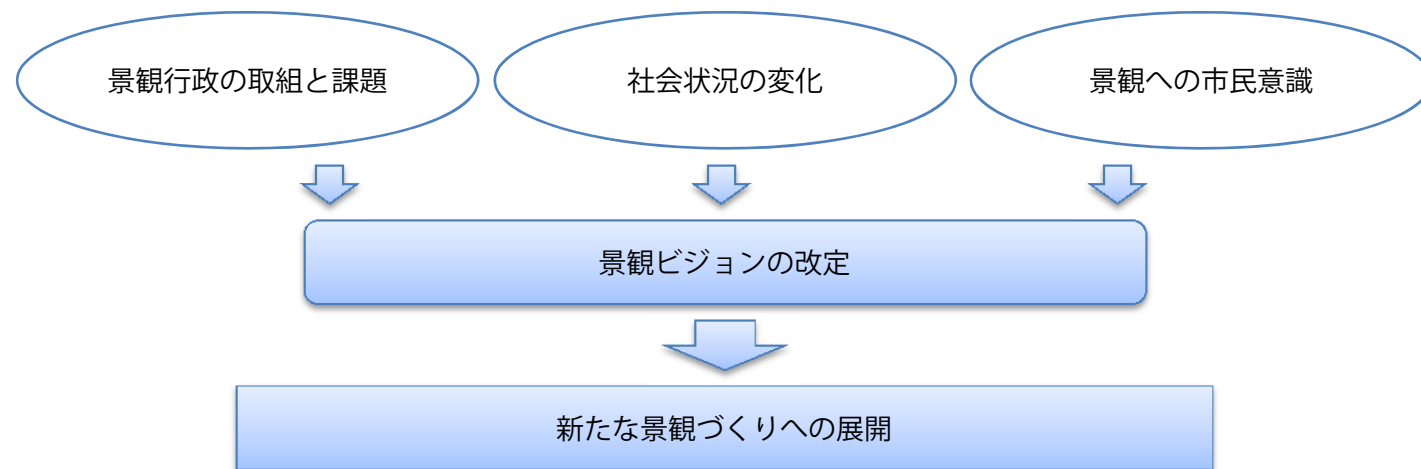 景観行政の取組と課題
社会状況の変化
景観への市民意識
景観ビジョンの改定
新たな景観づくりへの展開